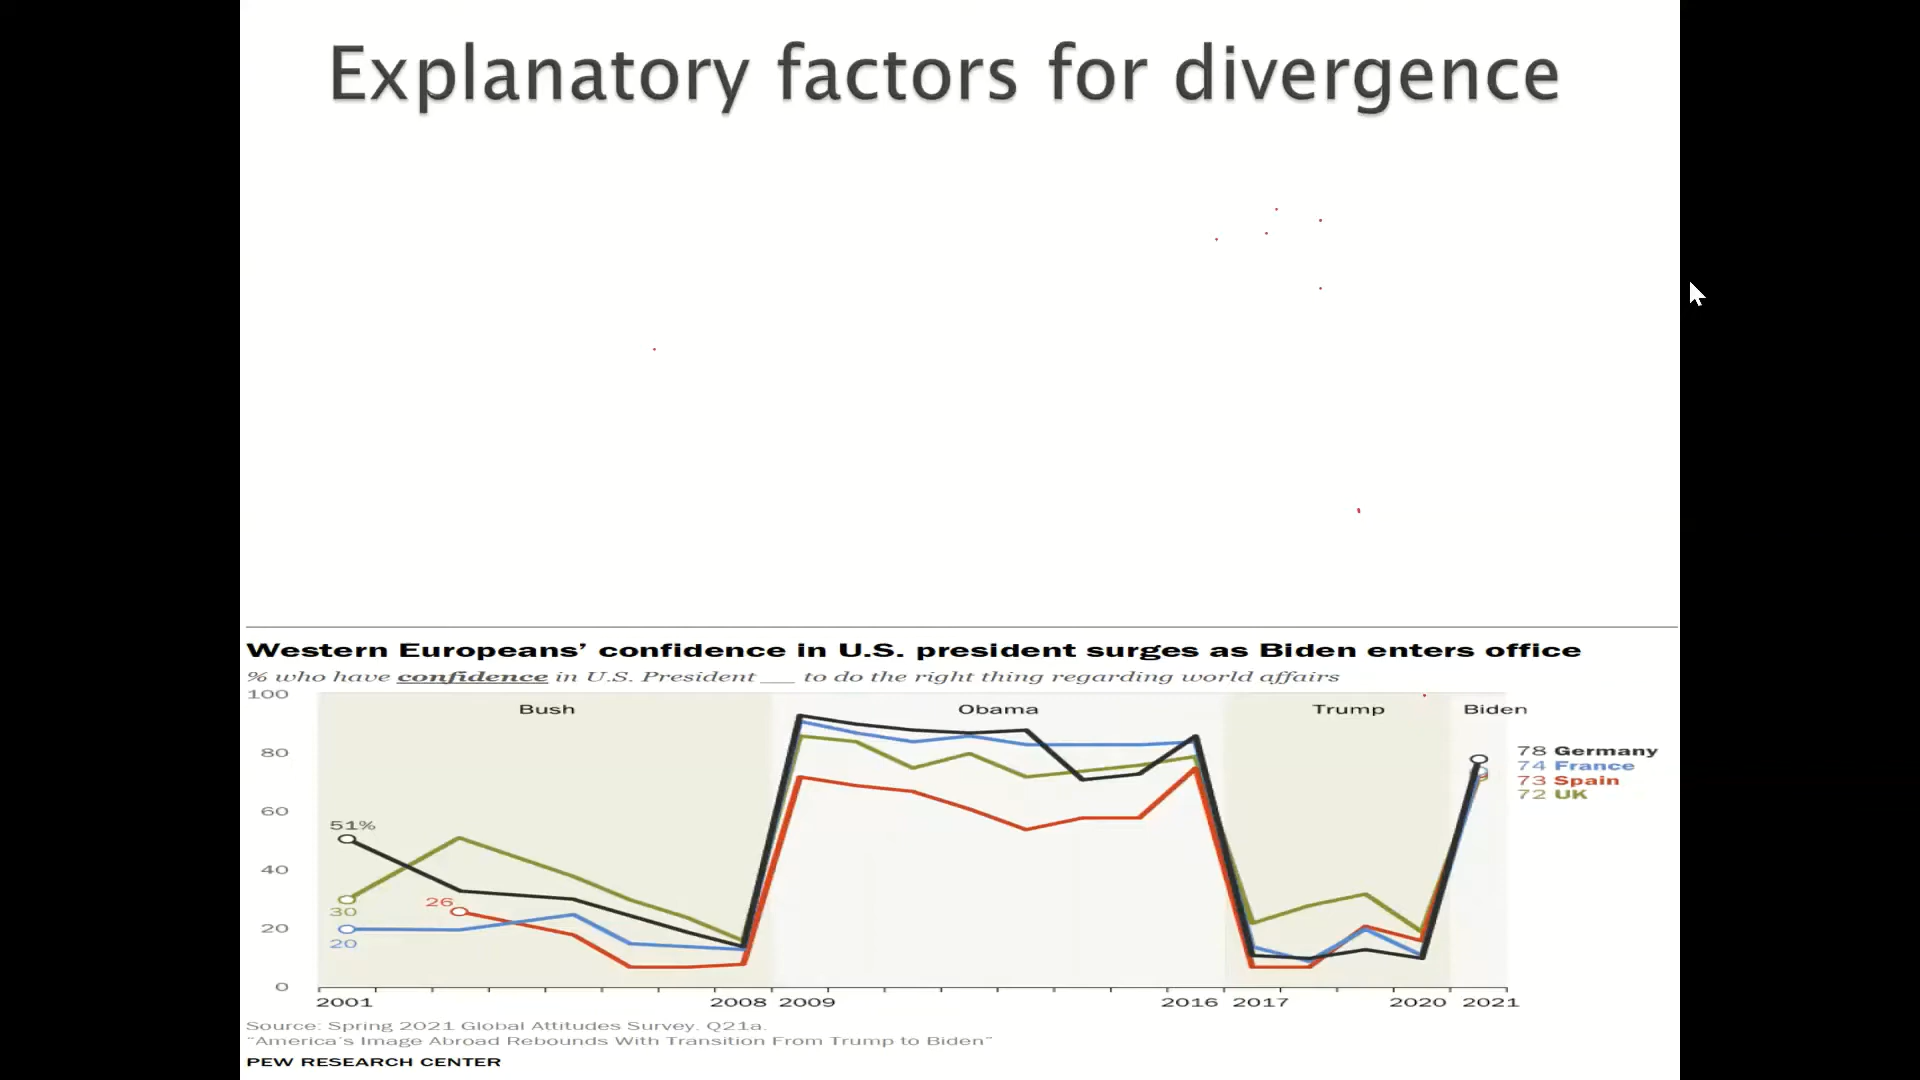 Explanatory factors for divergence
Western Europeans’ confidence in U.S. president surges as Biden enters office
% who have confidence in U.S. President ___ to do the right thing regarding world affairs
100
Bush Obama Trump Biden
80
78 Germany
74 France
73 Spain
72 UK
60
51%
40
26
30
20
20
0
2001 2008 2009 2016 2017 2020 2021
Source: Spring 2021 Global Attitudes Survey. Q21a.
“America’s Image Abroad Rebounds With Transition From Trump to Biden”
PEW RESEARCH CENTER